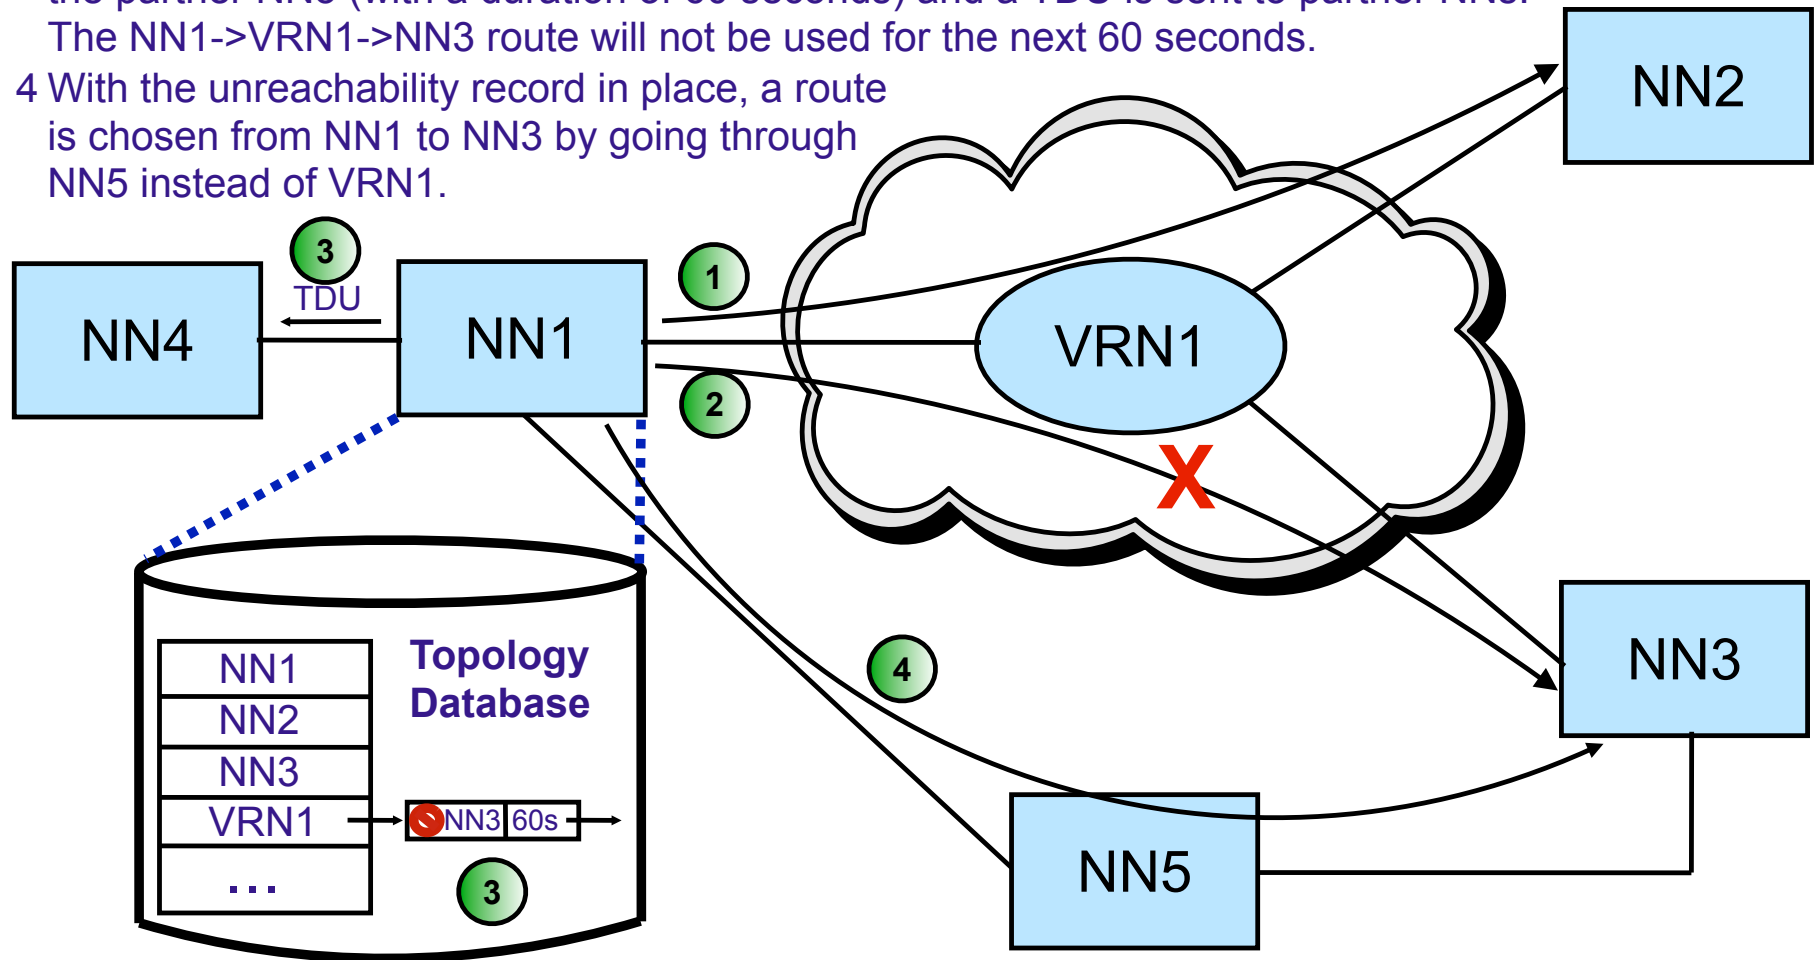 The NN1->VRN1->NN3 route will not be used for the next 60 seconds.
4 With the unreachability record in place, a route
is chosen from NN1 to NN3 by going through
NN5 instead of VRN1.
NN2
3
TDU
1
NN4
NN1
VRN1
2
X
Topology
Database
NN1
NN2
NN3
VRN1
NN3 60s
...
3
4
NN3
NN5